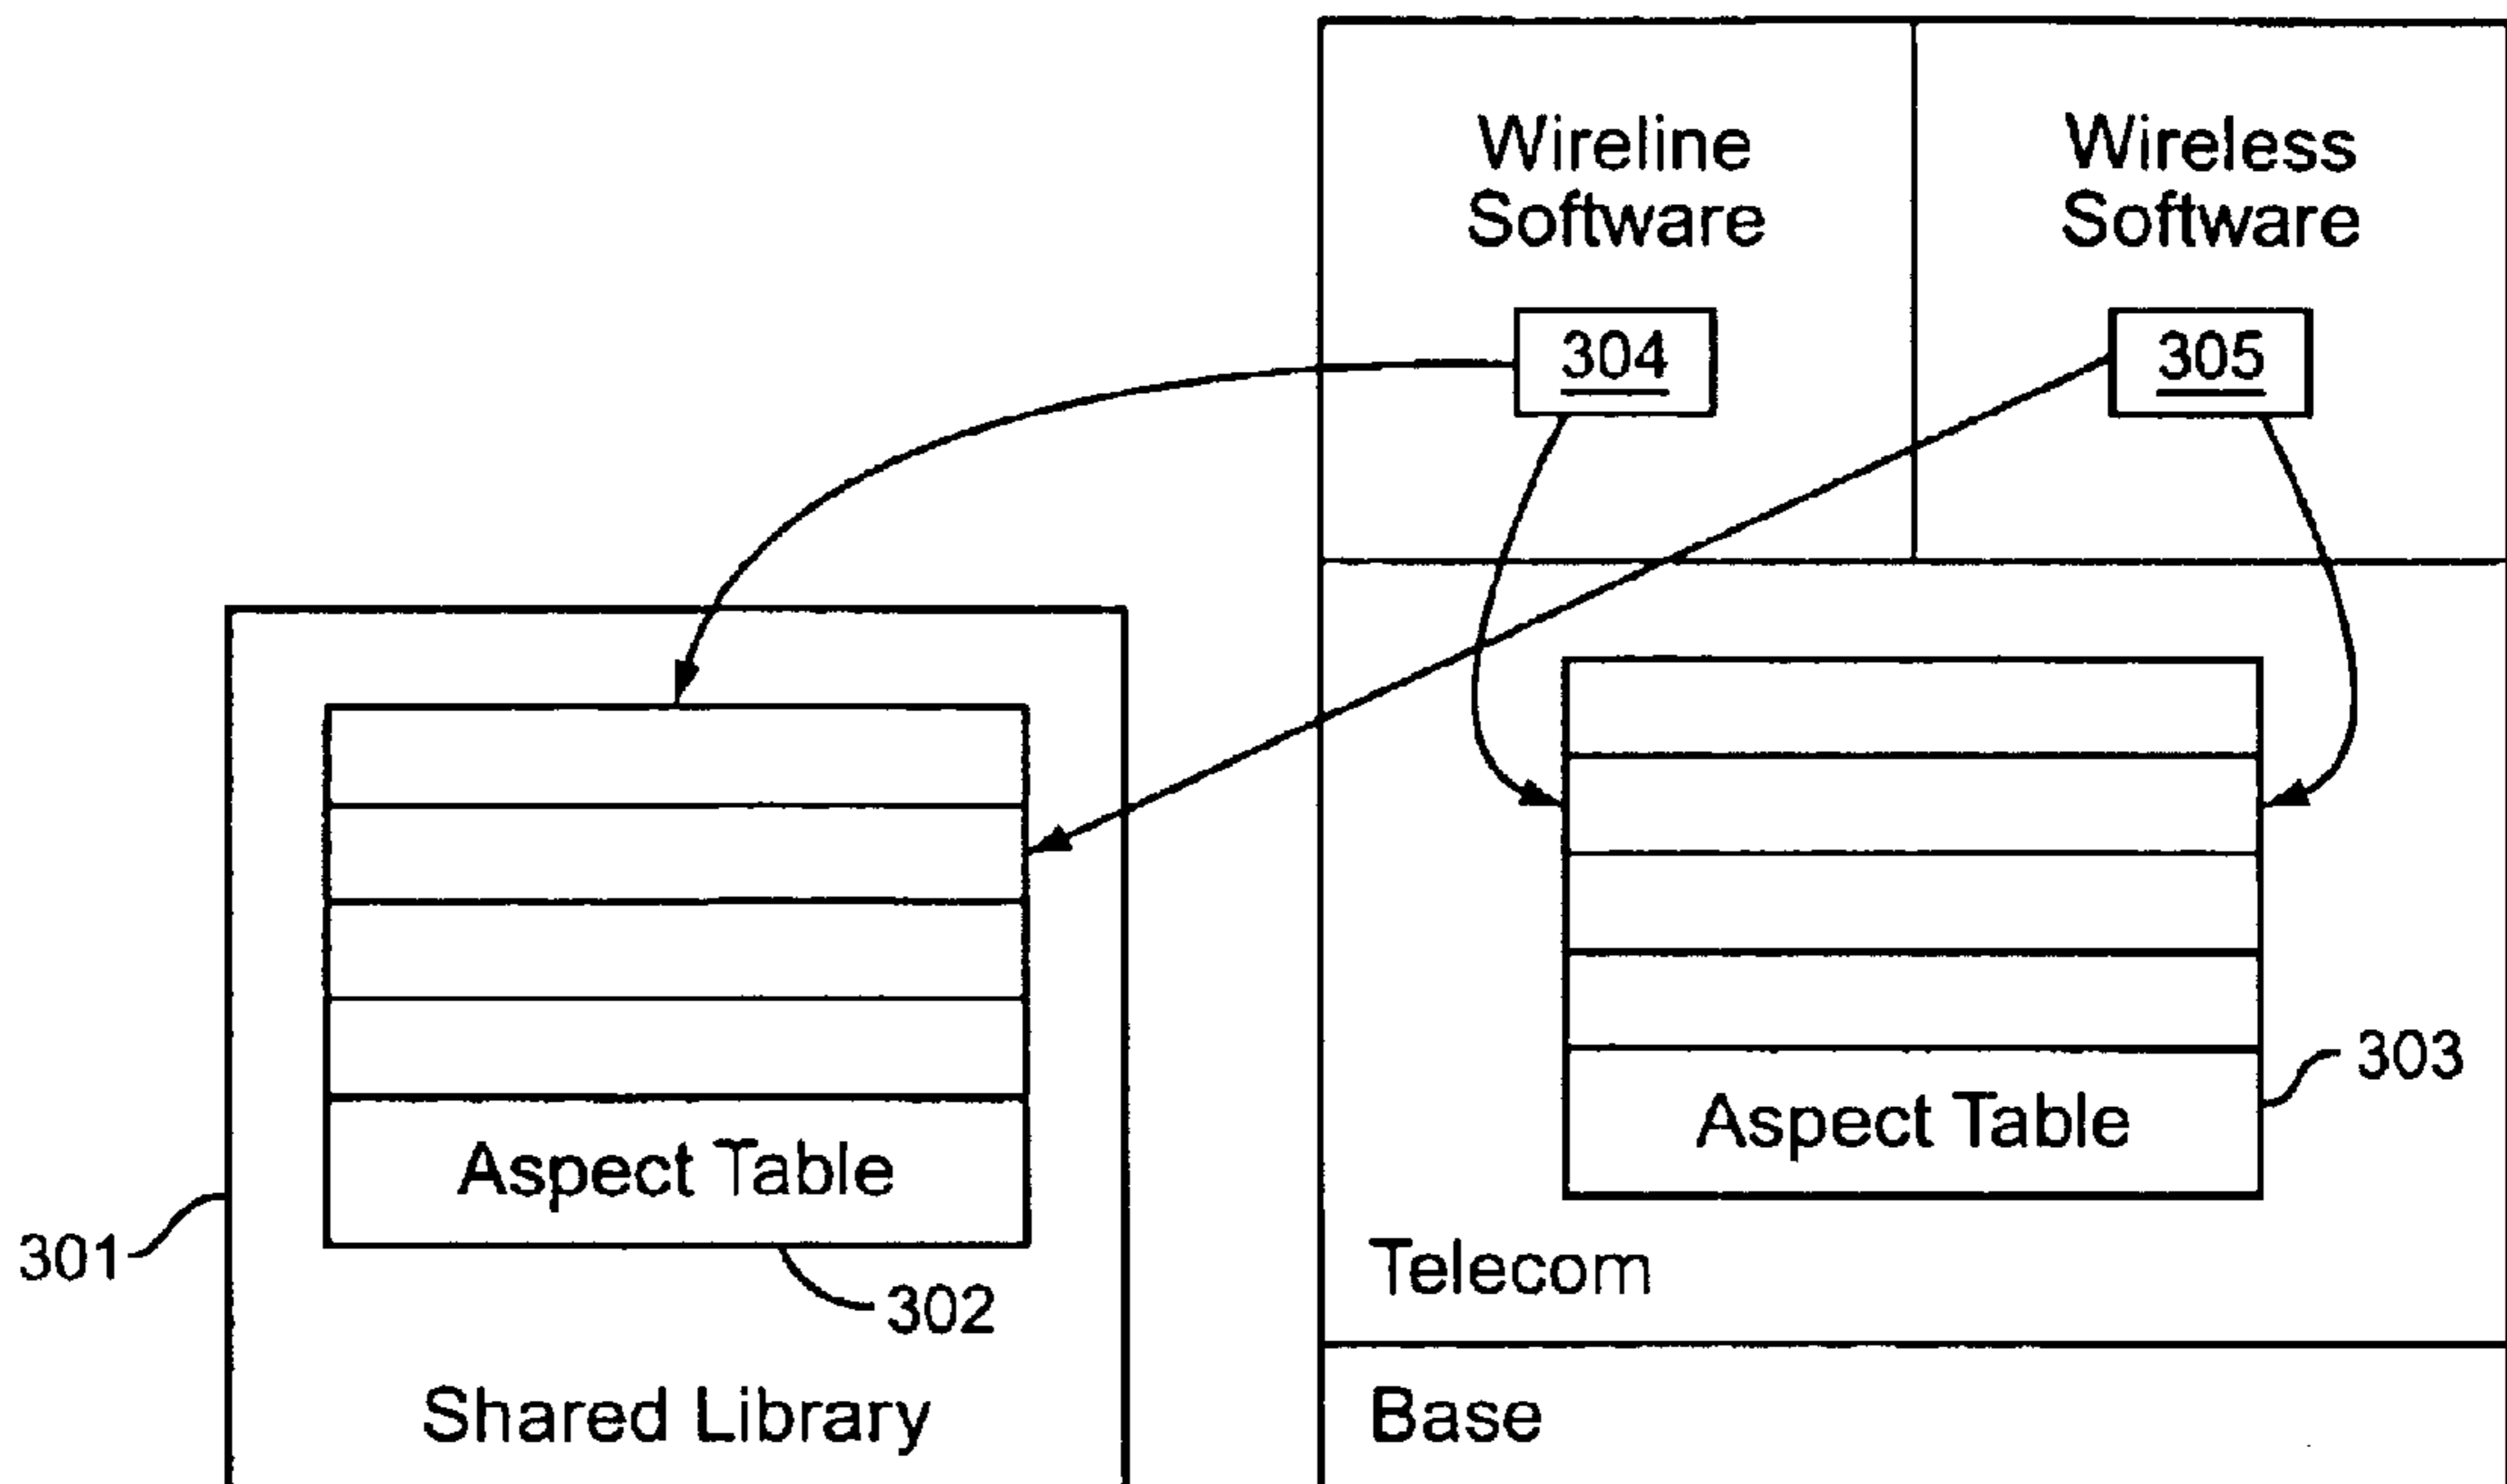 Wireline
Software
Wireless
Software
304
305
303
Aspect Table
Aspect Table
301
302
Telecom
Shared Library
Base